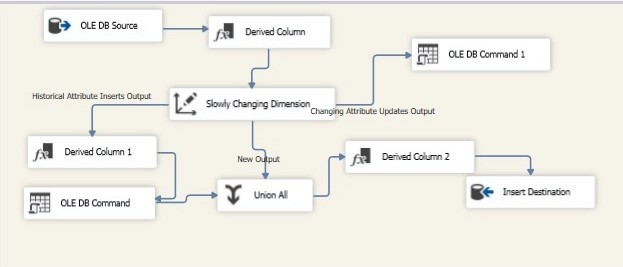 OLE DB Source
Derived Column
OLE DB Command 1
Historical Attribute Inserts Output
Slowly Changing Dimension
Changing Attribute Updates Output
Derived Column 1
New Output
Derived Column 2
OLE DB Command
Union All
Insert Destination